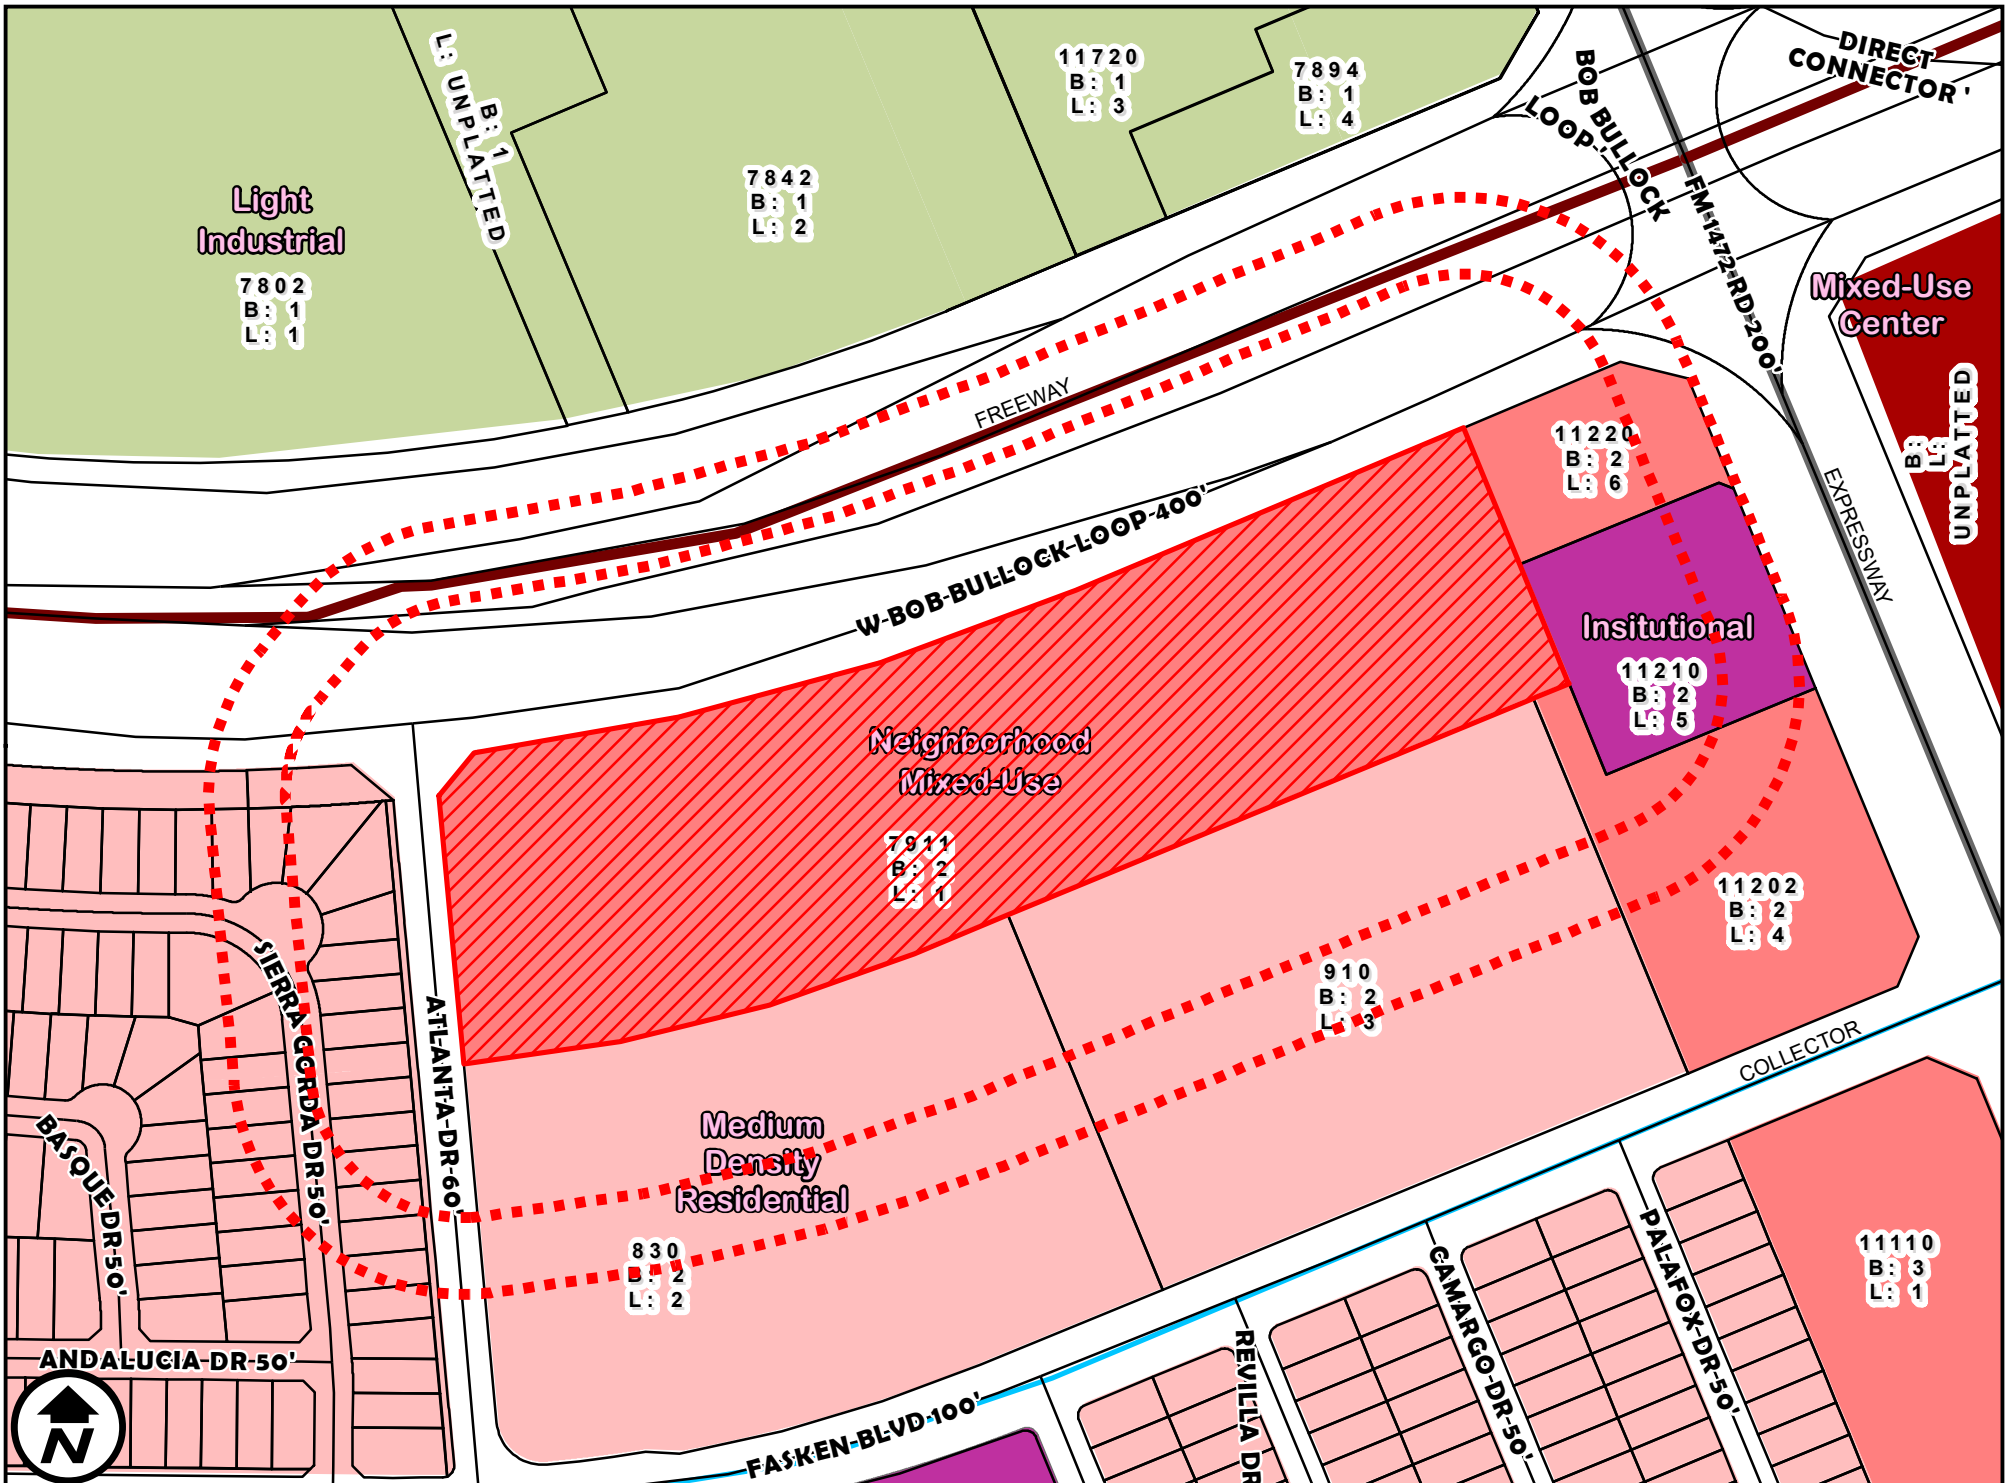 L: UNPLATTED
B: 1
11720
B: 1
L: 3
7894
B: 1
L: 4
BOB BULLOCK
LOOP '
DIRECT
CONNECTOR '
7842
B: 1
L: 2
Light
Industrial
7802
B: 1
L: 1
FM 1472 RD 200'
Mixed-Use
Center
B:
L:
UNPLATTED
FREEWAY
11220
B: 2
L: 6
EXPRESSWAY
W BOB BULLOCK LOOP 400'
Insitutional
11210
B: 2
L: 5
Neighborhood
Mixed-Use
7911
B: 2
L: 1
11202
B: 2
L: 4
910
B: 2
L: 3
SIERRA GORDA DR 50'
ATLANTA DR 60'
COLLECTOR
BASQUE DR 50'
Medium
Density
Residential
830
B: 2
L: 2
11110
B: 3
L: 1
PALAFOX DR 50'
CAMARGO DR 50'
REVILLA DR
ANDALUCIA DR 50'
FASKEN BLVD 100'
N